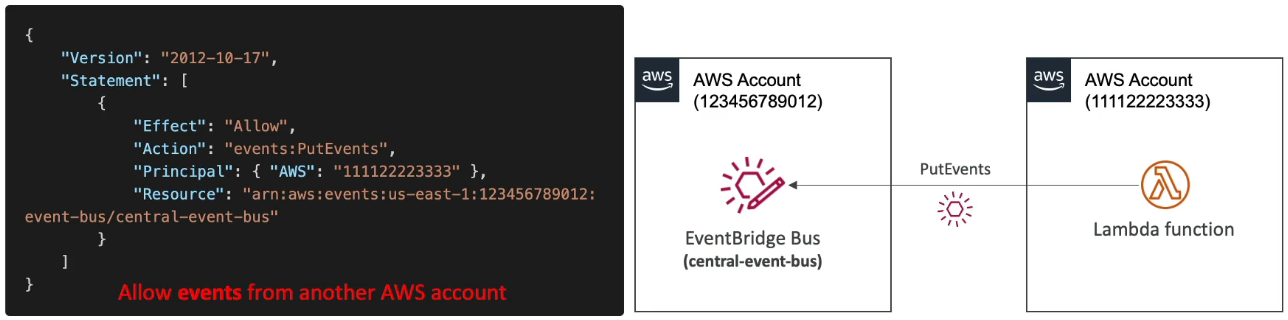 {
"Version": "2012-10-17",
"Statement": [
{
"Effect": "Allow",
"Action": "events:PutEvents",
"Principal": { "AWS": "111122223333" },
"Resource": "arn:aws:events:us-east-1:123456789012:
event-bus/central-event-bus"
}
]
}
Allow events from another AWS account
aws
AWS Account
(123456789012)
EventBridge Bus
(central-event-bus)
PutEvents
aws
AWS Account
(111122223333)
Lambda function